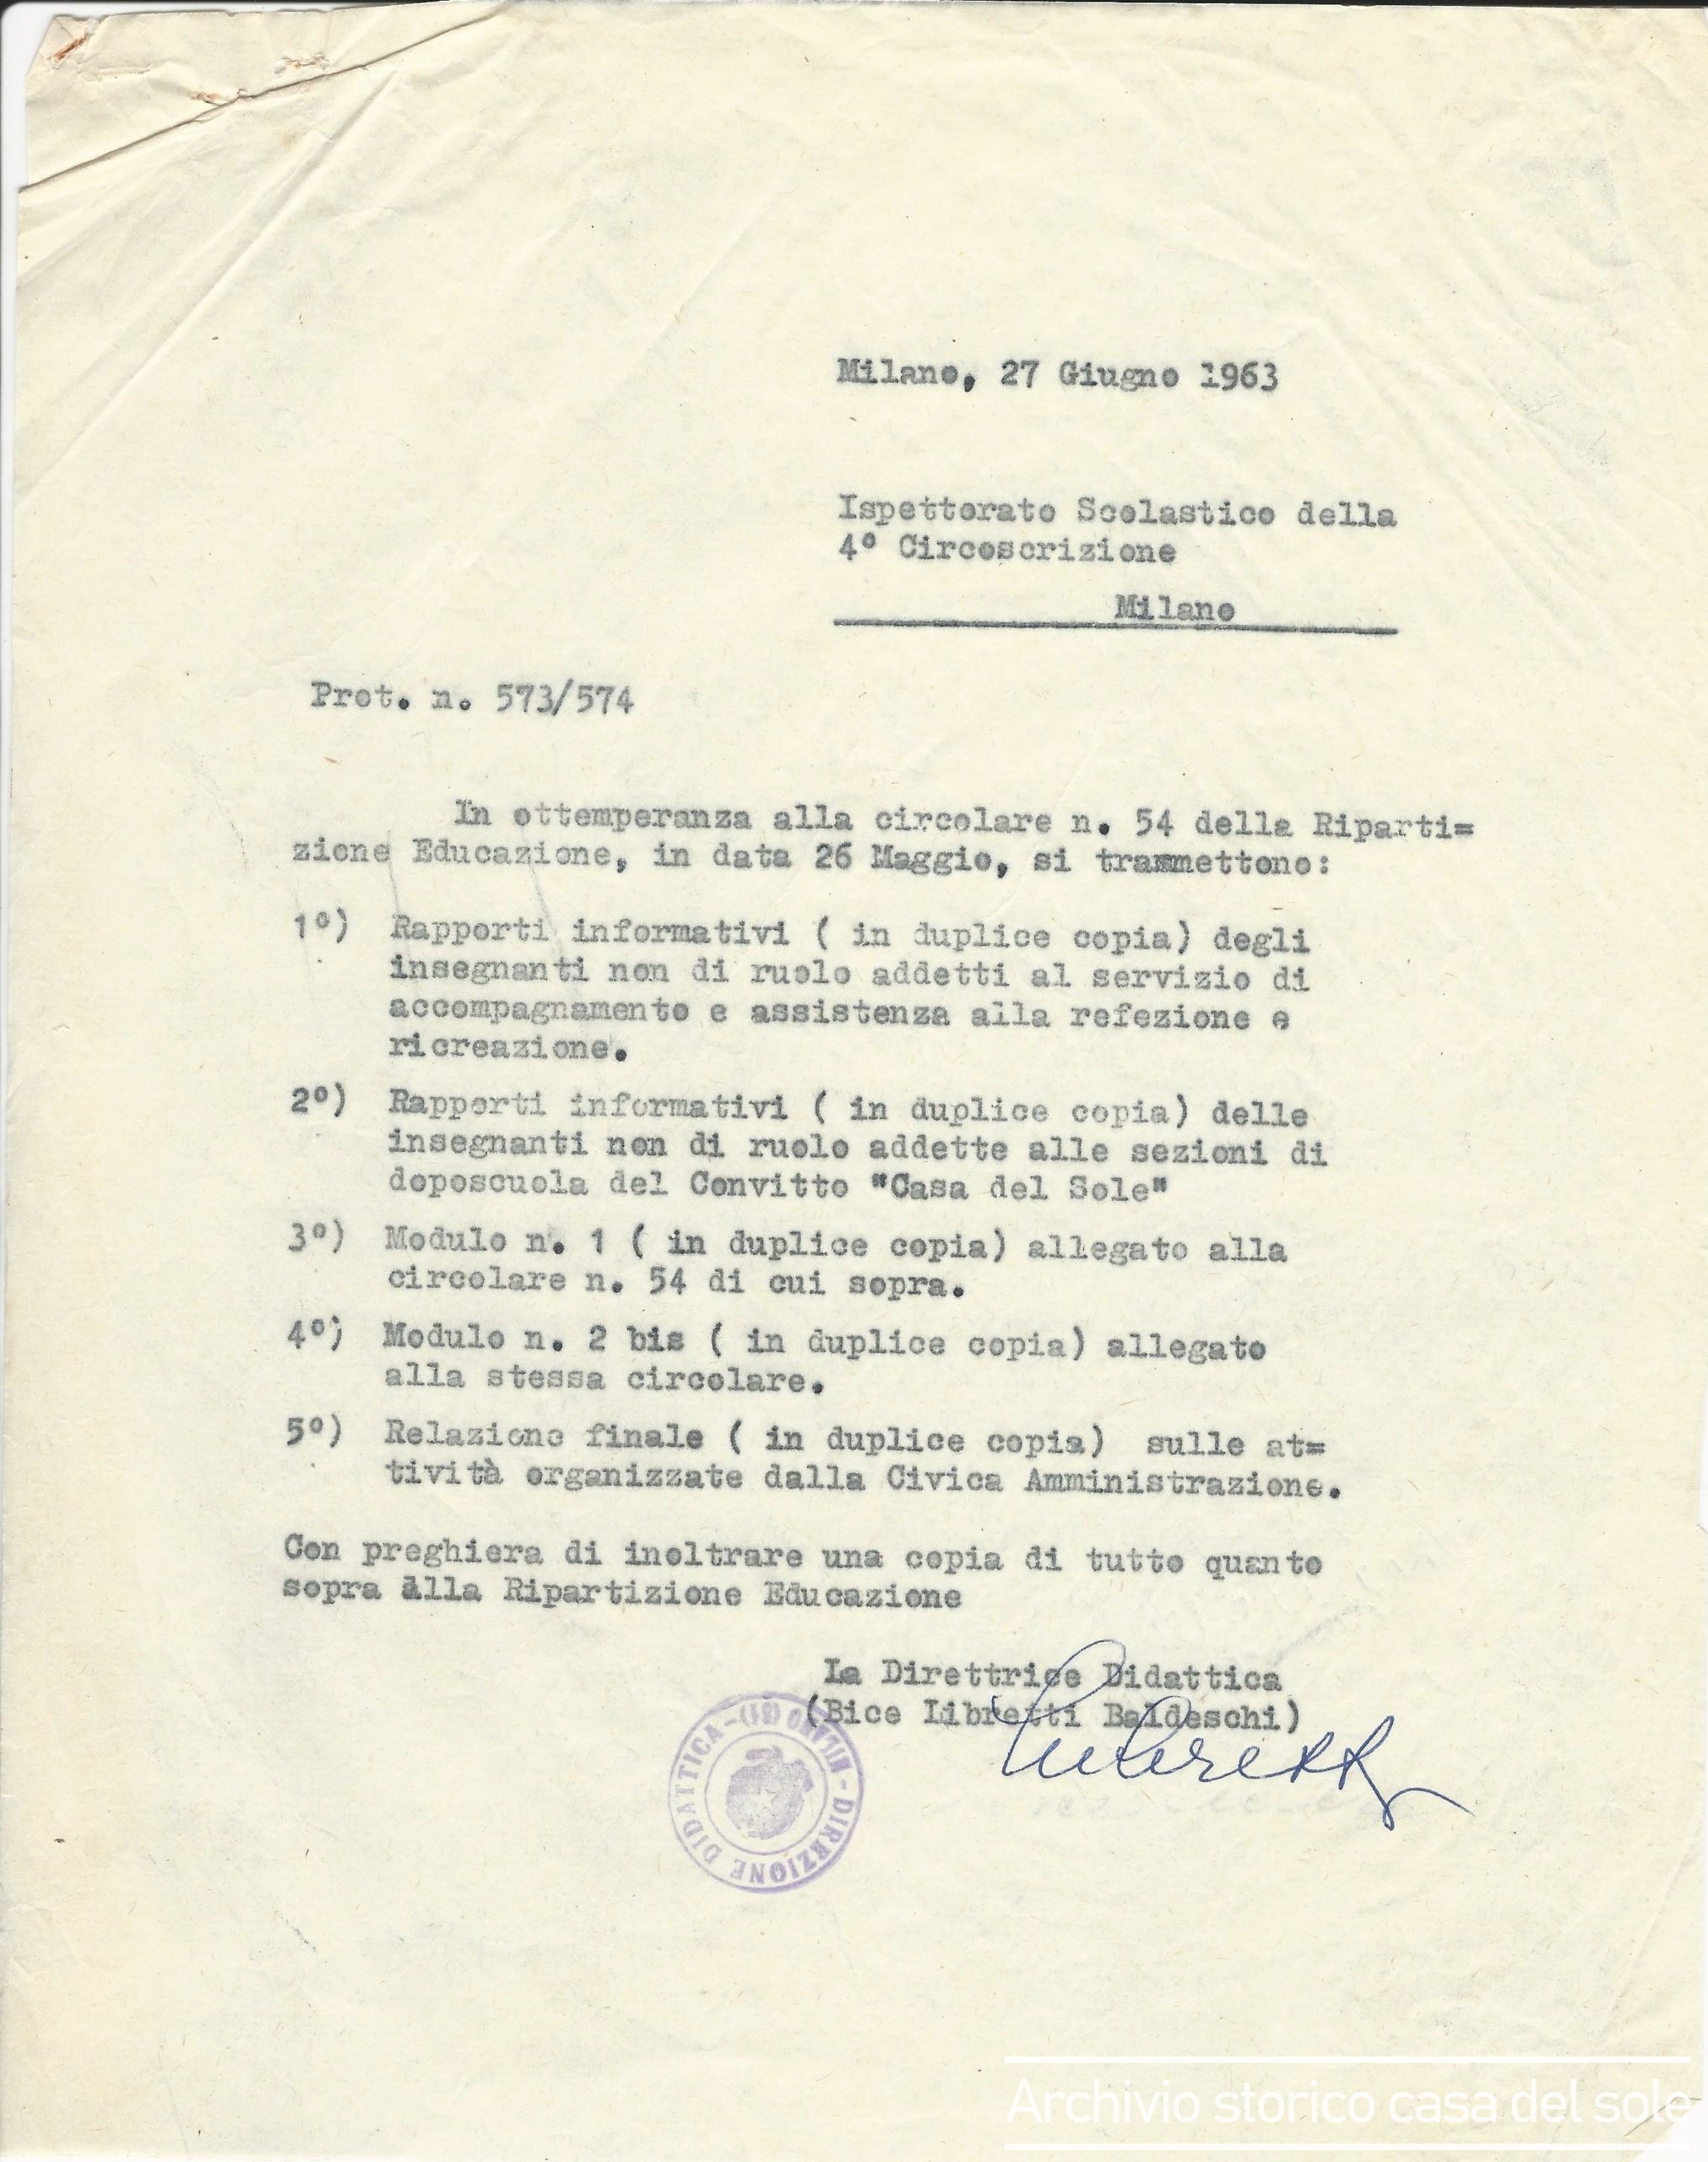 Milano, 27 Giugno 1963
Ispettorato Scolastico della
4° Circoscrizione
Milano
Prot. n. 573/574
In ottemperanza alla circolare n. 54 della Riparti=
zione Educazione, in data 26 Maggio, si trasmettono:
1°) Rapporti informativi ( in duplice copia) degli
insegnanti non di ruolo addetti al servizio di
accompagnamento e assistenza alla refezione e
ricreazione.
2°) Rapporti informativi ( in duplice copia) delle
insegnanti non di ruolo addette alle sezioni di
doposcuola del Convitto "Casa del Sole"
3°) Modulo n. 1 ( in duplice copia) allegato alla
circolare n. 54 di cui sopra.
4°) Modulo n. 2 bis ( in duplice copia) allegato
alla stessa circolare.
5°) Relazione finale ( in duplice copia) sulle at=
tività organizzate dalla Civica Amministrazione.
Con preghiera di inoltrare una copia di tutto quanto
sopra alla Ripartizione Educazione
La Direttrice Didattica
(Bice Libretti Baldeschi)
DIREZIONE DIDATTICA - MILANO
Archivio storico casa del sole